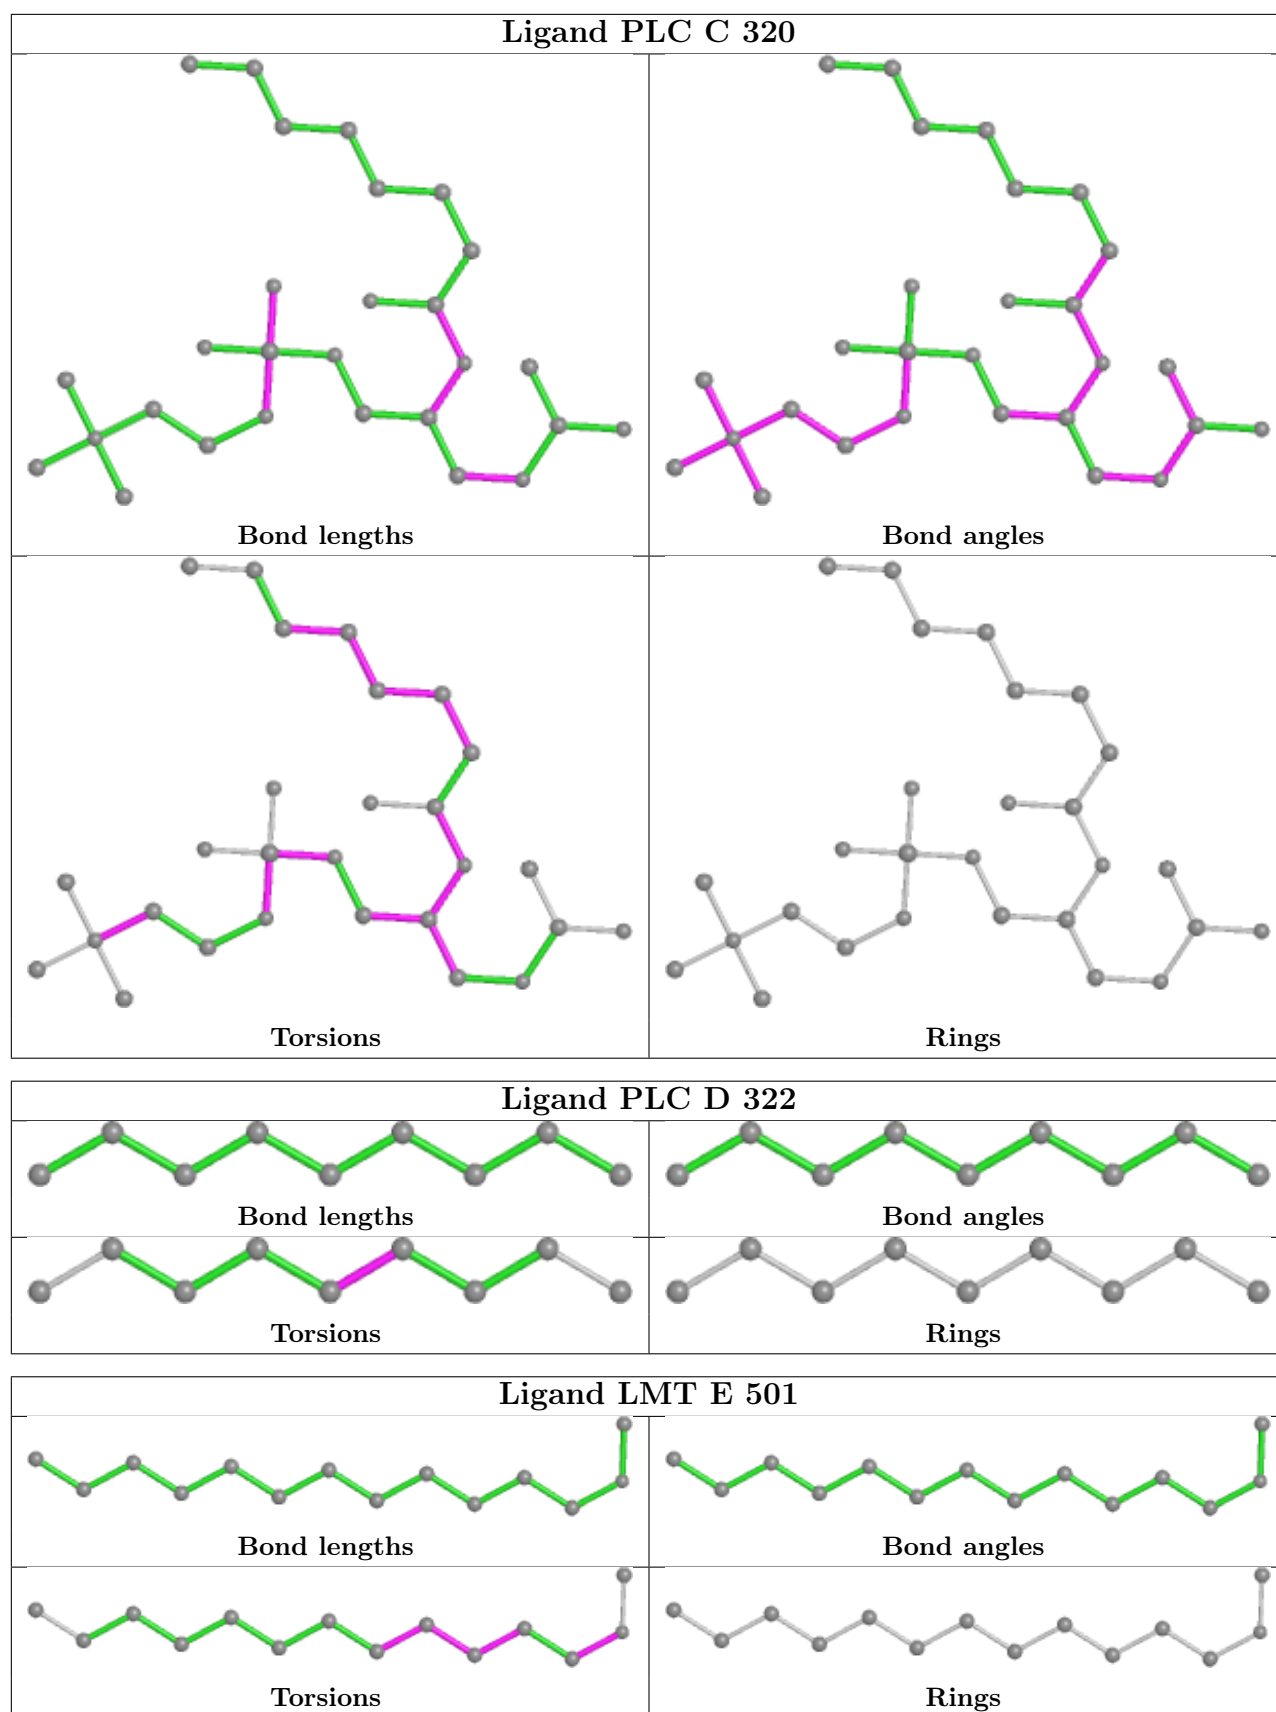 Ligand PLC C 320
Bond lengths
Bond angles
Torsions
Rings
Ligand PLC D 322
Bond lengths
Bond angles
Torsions
Rings
Ligand LMT E 501
Bond lengths
Bond angles
Torsions
Rings